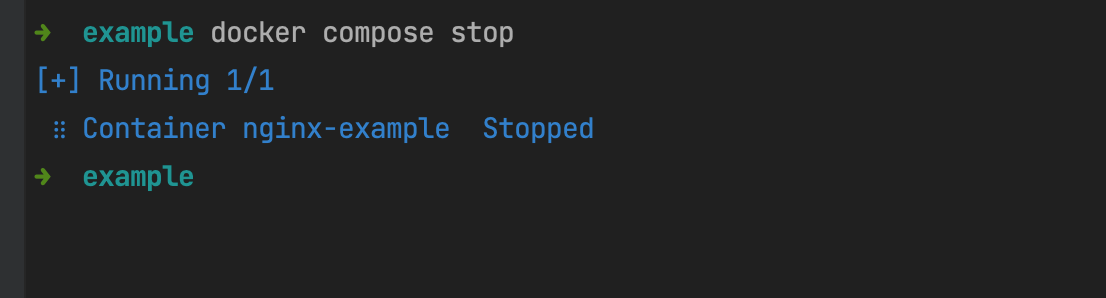 ➜  example docker compose stop
[+] Running 1/1
 ⠿ Container nginx-example  Stopped
➜  example